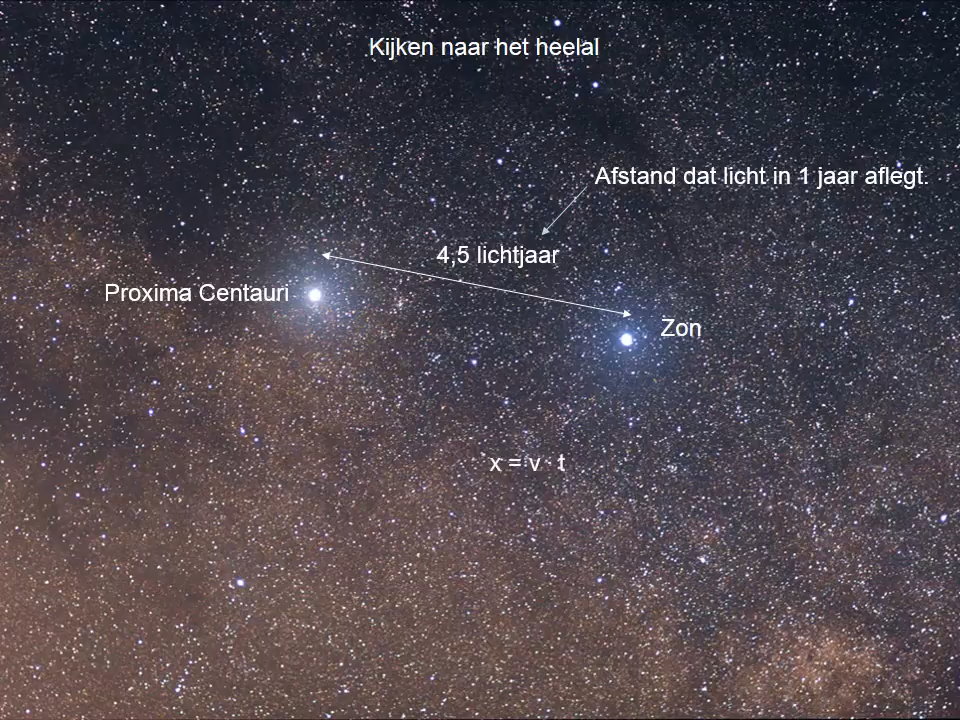 Kijken naar het heelal
Afstand dat licht in 1 jaar aflegt.
4,5 lichtjaar
Proxima Centauri
Zon
x = v · t